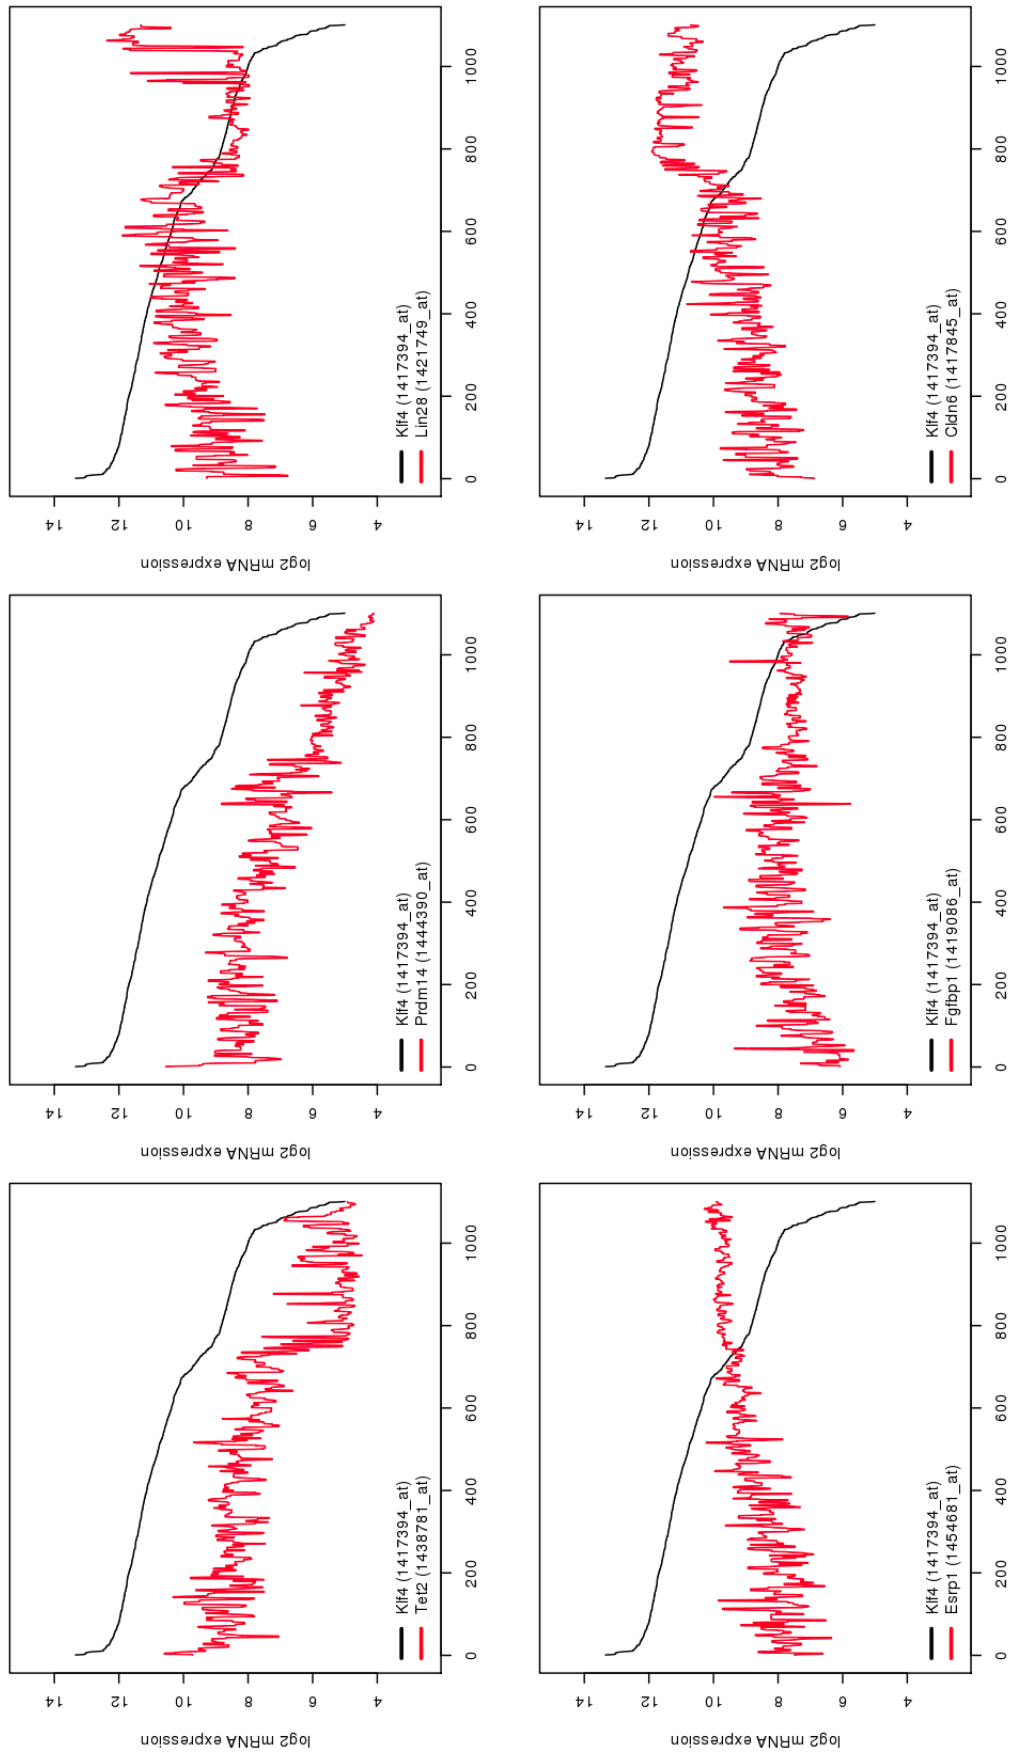 log2 mRNA expression
14
12
10
8
6
4
Klf4 (1417394_at)
Tet2 (1438781_at)
0 200 400 600 800 1000
log2 mRNA expression
14
12
10
8
6
4
Klf4 (1417394_at)
Prdm14 (1444390_at)
0 200 400 600 800 1000
log2 mRNA expression
14
12
10
8
6
4
Klf4 (1417394_at)
Lin28 (1421749_at)
0 200 400 600 800 1000
log2 mRNA expression
14
12
10
8
6
4
Klf4 (1417394_at)
Esrp1 (1454681_at)
0 200 400 600 800 1000
log2 mRNA expression
14
12
10
8
6
4
Klf4 (1417394_at)
Fgfbp1 (1419086_at)
0 200 400 600 800 1000
log2 mRNA expression
14
12
10
8
6
4
Klf4 (1417394_at)
Cldn6 (1417845_at)
0 200 400 600 800 1000